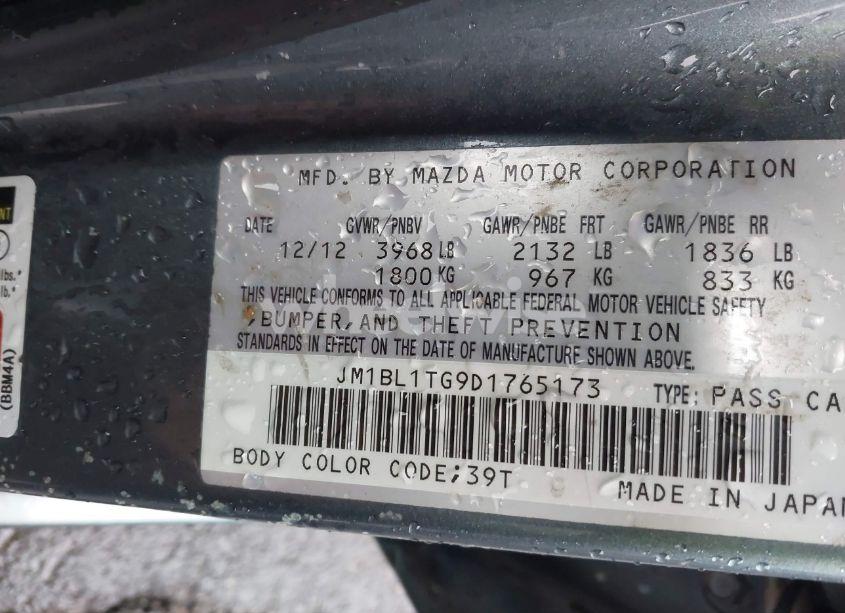 MFD. BY MAZDA MOTOR CORPORATION
DATE GVWR/PNBV GAWR/PNBE FRT GAWR/PNBE RR
12/12 3968 LB 2132 LB 1836 LB
1800 KG 967 KG 833 KG
THIS VEHICLE CONFORMS TO ALL APPLICABLE FEDERAL MOTOR VEHICLE SAFETY
,BUMPER,AND THEFT PREVENTION
STANDARDS IN EFFECT ON THE DATE OF MANUFACTURE SHOWN ABOVE.
JM1BL1TG9D1765173 TYPE: PASS CA
BODY COLOR CODE;39T
MADE IN JAPAN
lbs.*
lb.*
(BBM4A)